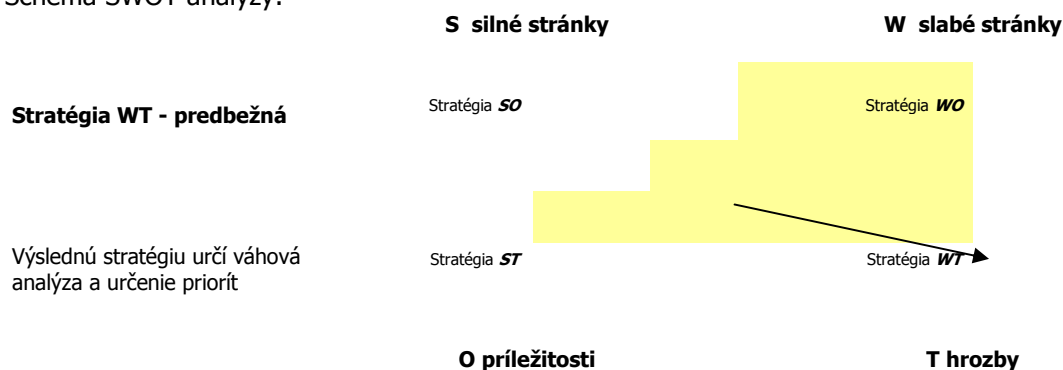 Schéma SWOT analýzy:
S silné stránky
W slabé stránky
Stratégia WT - predbežná
Stratégia SO
Stratégia WO
Výslednú stratégiu určí váhová
analýza a určenie priorít
Stratégia ST
Stratégia WT
O príležitosti
T hrozby